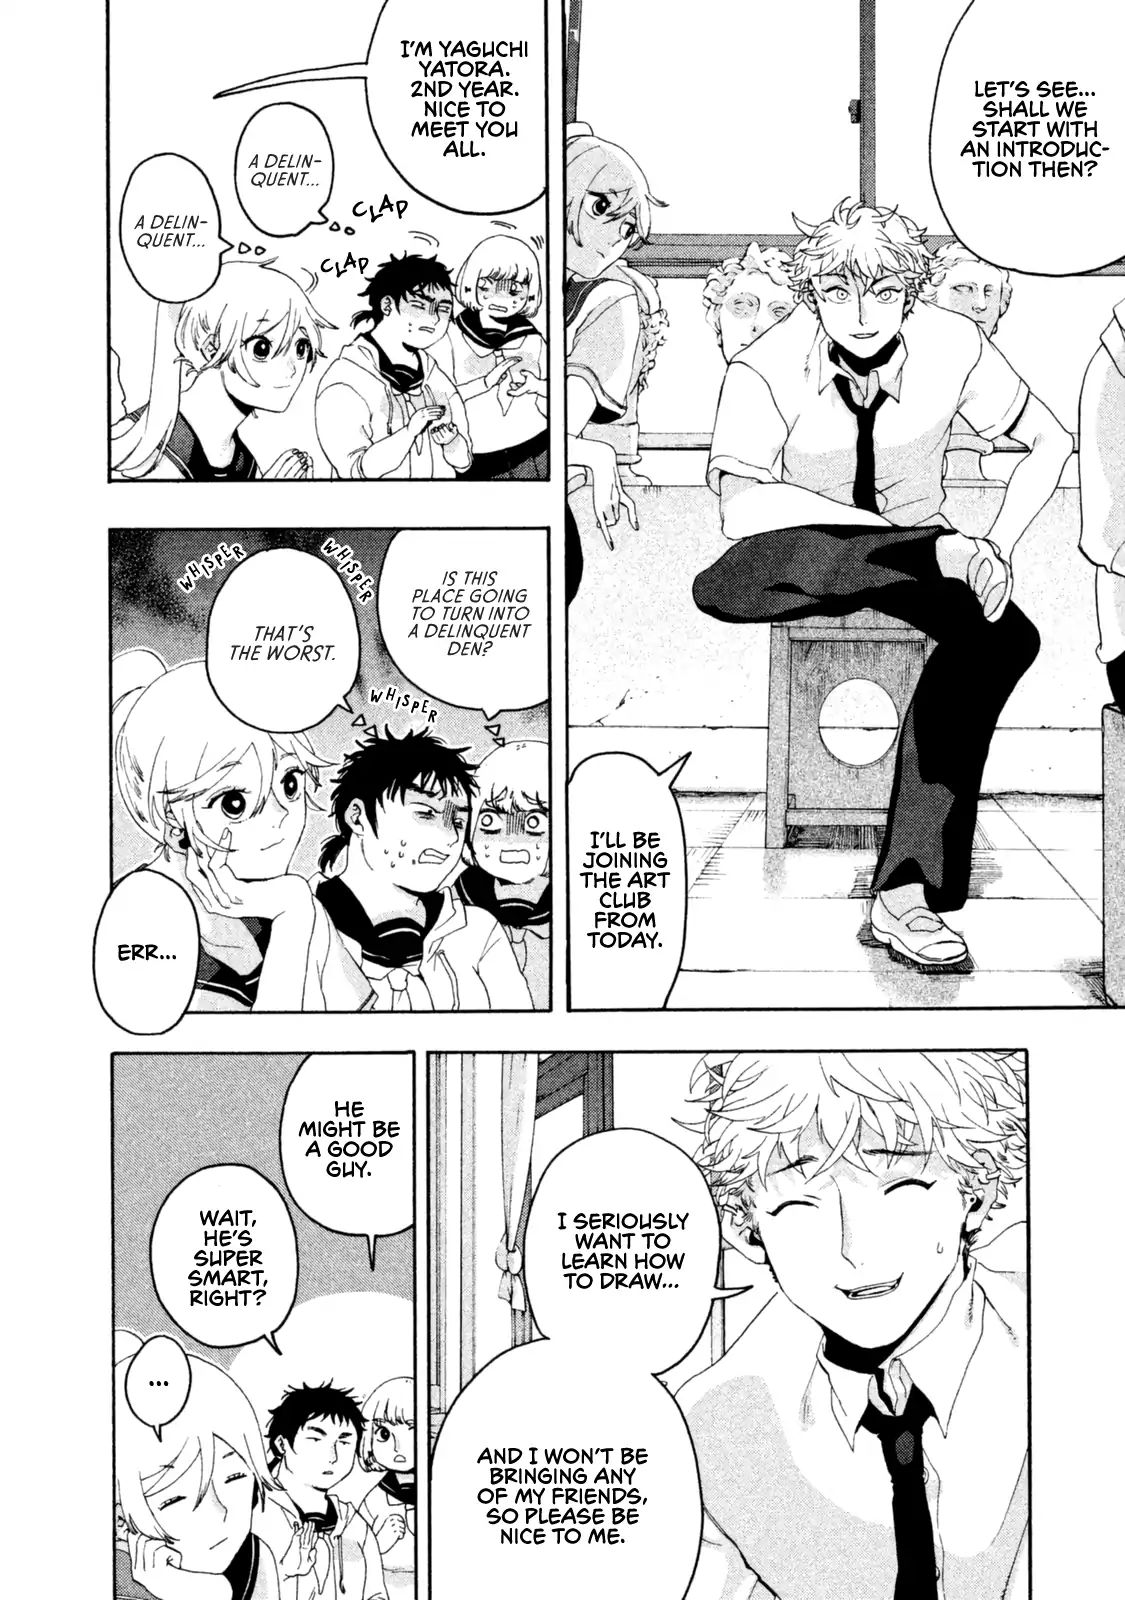 LET'S SEE...
SHALL WE
START WITH
AN INTRODUC-
TION THEN?
I'LL BE
JOINING
THE ART
CLUB
FROM
TODAY.
I'M YAGUCHI
YATORA.
2ND YEAR.
NICE TO
MEET YOU
ALL.
A DELIN-
QUENT...
A DELIN-
QUENT...
CLAP
CLAP
IS THIS
PLACE GOING
TO TURN INTO
A DELINQUENT
DEN?
WHISPER
WHISPER
WHISPER
THAT'S
THE WORST.
ERR...
I SERIOUSLY
WANT TO
LEARN HOW
TO DRAW...
AND I WON'T BE
BRINGING ANY
OF MY FRIENDS,
SO PLEASE BE
NICE TO ME.
HE
MIGHT BE
A GOOD
GUY.
WAIT,
HE'S
SUPER
SMART,
RIGHT?
...